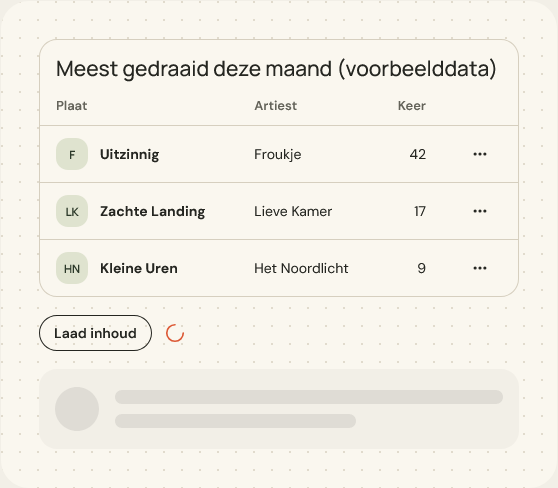 Meest gedraaid deze maand (voorbeelddata)
Plaat Artiest Keer
F Uitzinnig Froukje 42 •••
LK Zachte Landing Lieve Kamer 17 •••
HN Kleine Uren Het Noordlicht 9 •••
Laad inhoud